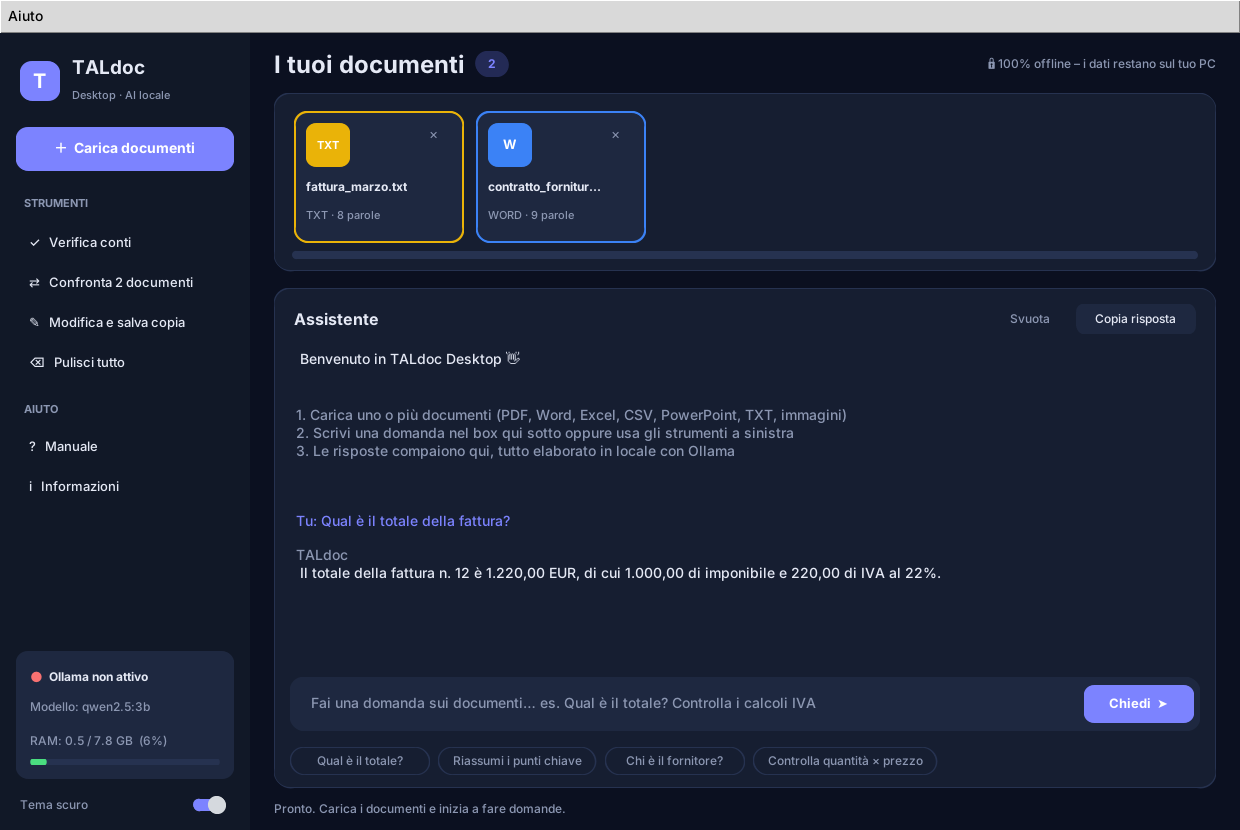 Aiuto
T
TALdoc
Desktop · AI locale
+ Carica documenti
STRUMENTI
✓ Verifica conti
⇄ Confronta 2 documenti
✎ Modifica e salva copia
⌫ Pulisci tutto
AIUTO
? Manuale
i Informazioni
Ollama non attivo
Modello: qwen2.5:3b
RAM: 0.5 / 7.8 GB (6%)
Tema scuro
I tuoi documenti 2
🔒 100% offline – i dati restano sul tuo PC
TXT ×
fattura_marzo.txt
TXT · 8 parole
W ×
contratto_fornitur...
WORD · 9 parole
Assistente
Svuota
Copia risposta
Benvenuto in TALdoc Desktop 👋
1. Carica uno o più documenti (PDF, Word, Excel, CSV, PowerPoint, TXT, immagini)
2. Scrivi una domanda nel box qui sotto oppure usa gli strumenti a sinistra
3. Le risposte compaiono qui, tutto elaborato in locale con Ollama
Tu: Qual è il totale della fattura?
TALdoc
Il totale della fattura n. 12 è 1.220,00 EUR, di cui 1.000,00 di imponibile e 220,00 di IVA al 22%.
Fai una domanda sui documenti... es. Qual è il totale? Controlla i calcoli IVA
Chiedi ➤
Qual è il totale?
Riassumi i punti chiave
Chi è il fornitore?
Controlla quantità × prezzo
Pronto. Carica i documenti e inizia a fare domande.